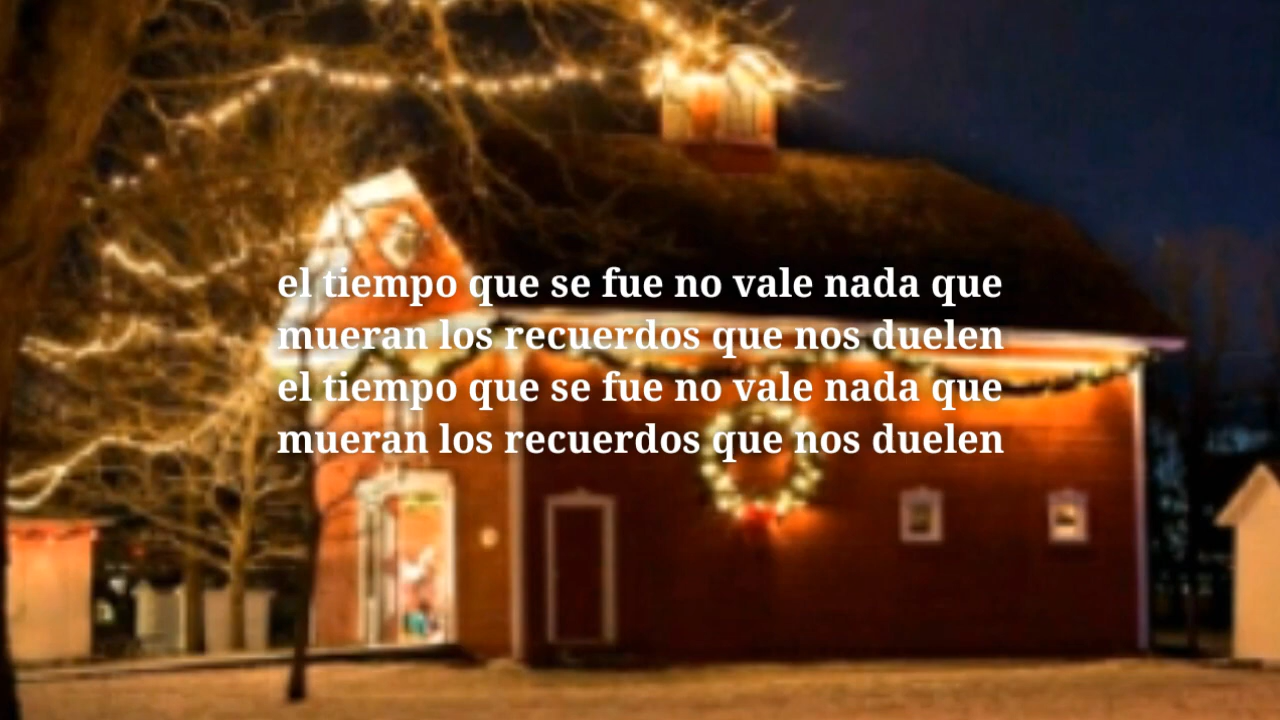 el tiempo que se fue no vale nada que
mueran los recuerdos que nos duelen
el tiempo que se fue no vale nada que
mueran los recuerdos que nos duelen